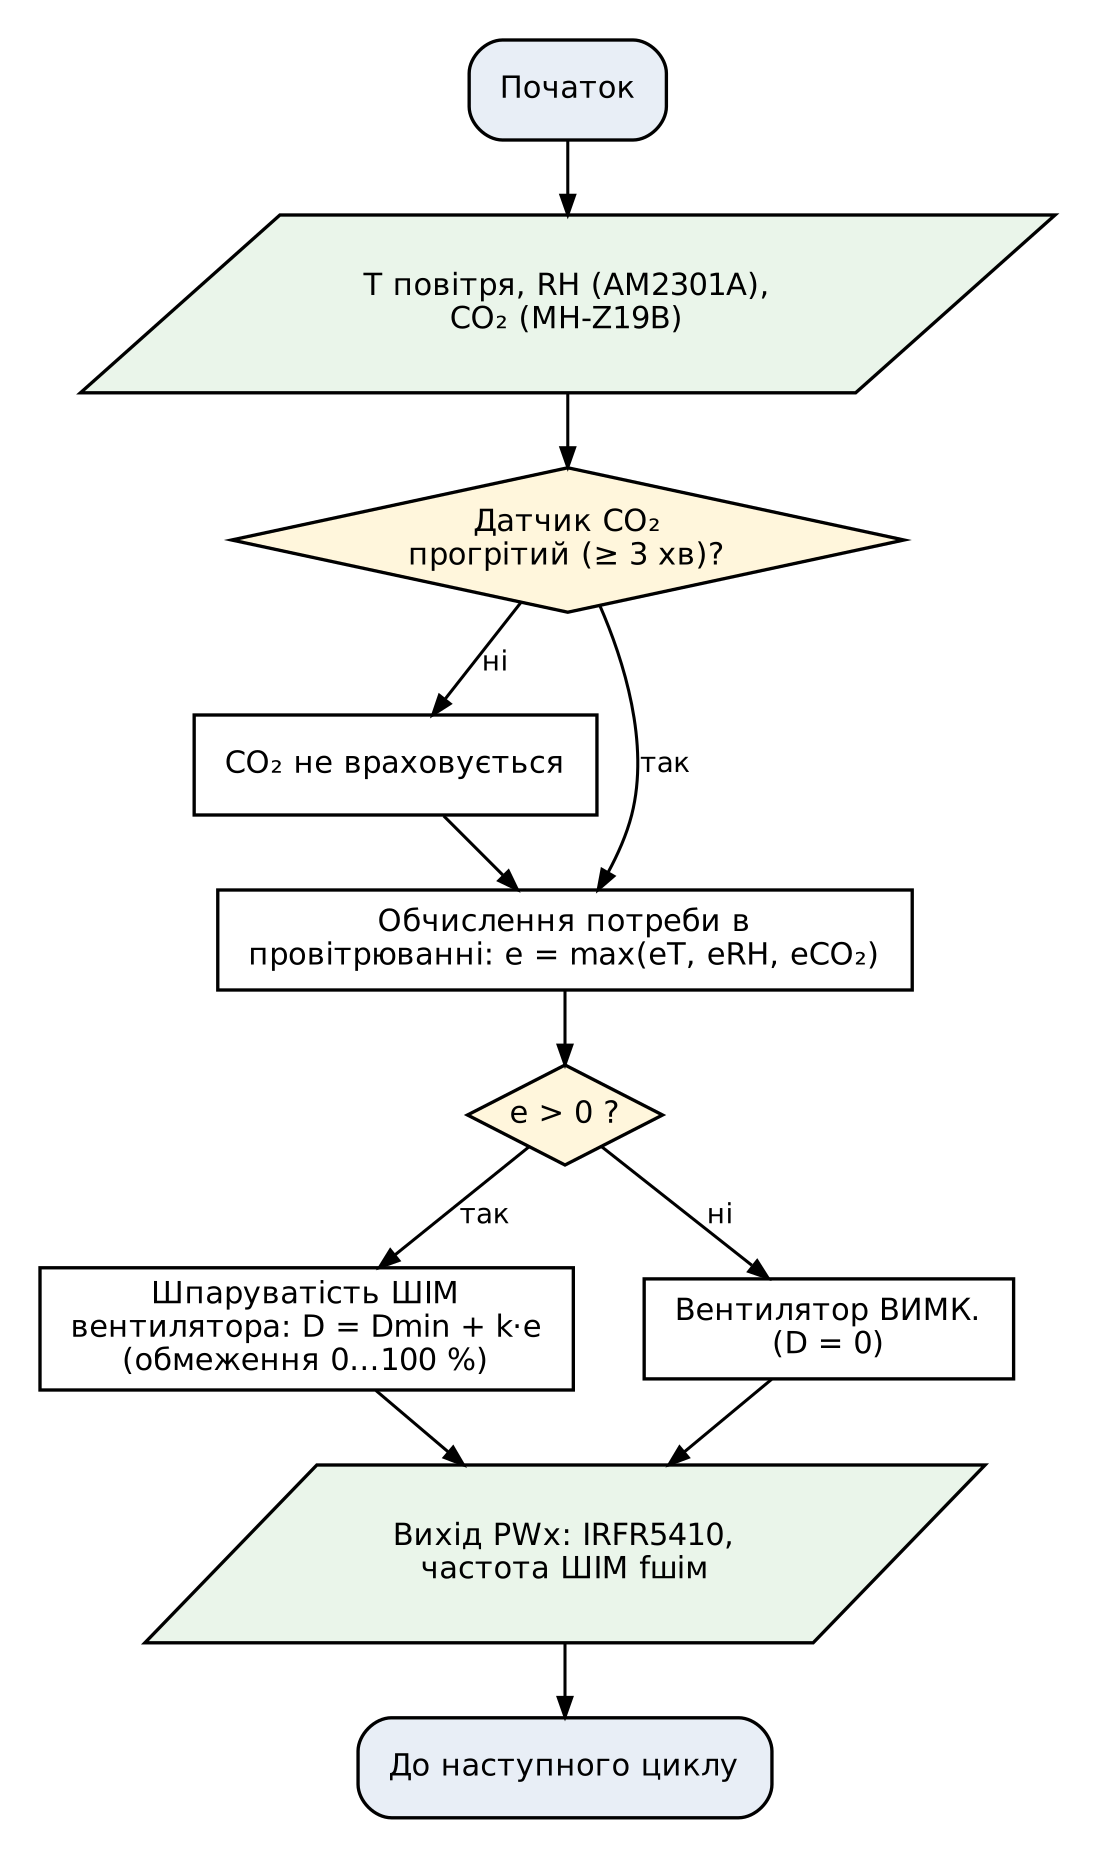 Початок
Т повітря, RH (AM2301A),
CO₂ (MH-Z19B)
Датчик CO₂
прогрітий (≥ 3 хв)?
ні
CO₂ не враховується
так
Обчислення потреби в
провітрюванні: e = max(eT, eRH, eCO₂)
e > 0 ?
так
ні
Шпаруватість ШІМ
вентилятора: D = Dmin + k·e
(обмеження 0…100 %)
Вентилятор ВИМК.
(D = 0)
Вихід PWx: IRFR5410,
частота ШІМ fшім
До наступного циклу